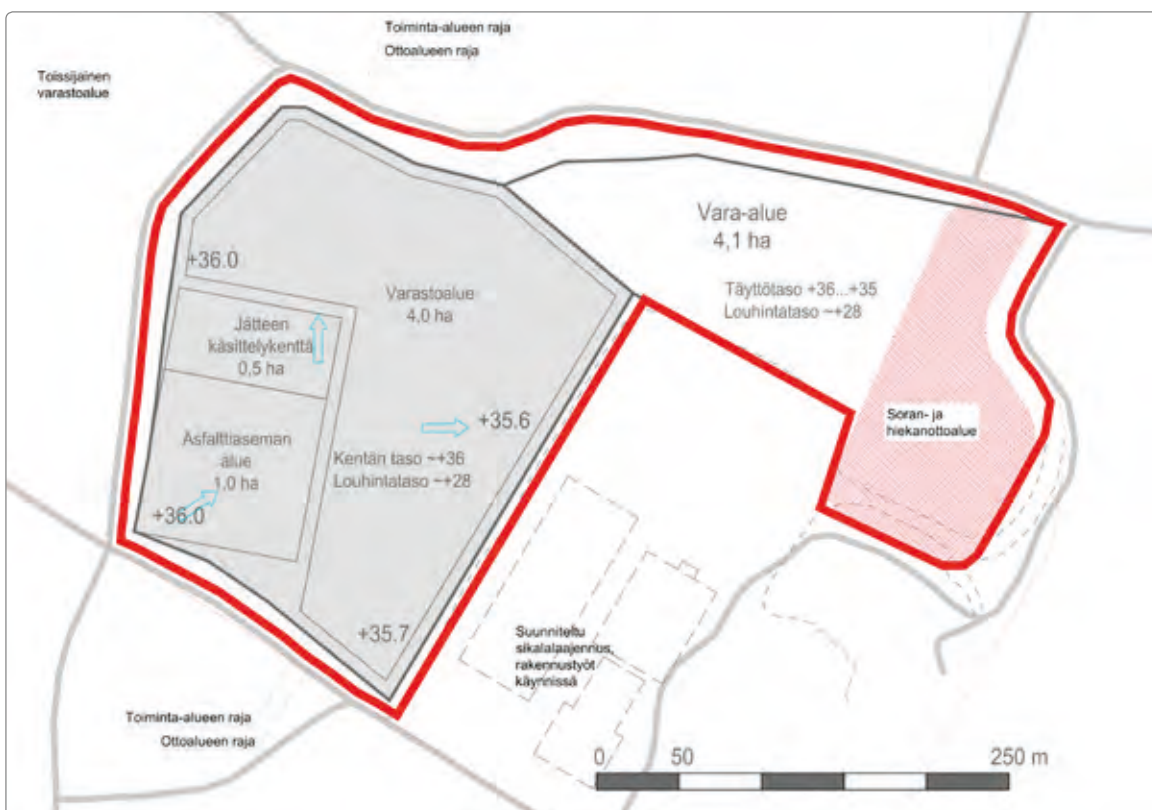 Toiminta-alueen raja
Ottoalueen raja
Toissijainen
varastoalue
Vara-alue
4,1 ha
+36.0
Varastoalue
4,0 ha
Täyttötaso +36...+35
Louhintataso ~+28
Jätteen
käsittelykenttä
0,5 ha
Soran- ja
hiekanottoalue
+35.6
Asfalttiaseman
alue
1,0 ha
Kentän taso ~+36
Louhintataso ~+28
+36.0
+35.7
Suunniteltu
sikalalaajennus,
rakennustyöt
käynnissä
Toiminta-alueen raja
Ottoalueen raja
0 50 250 m